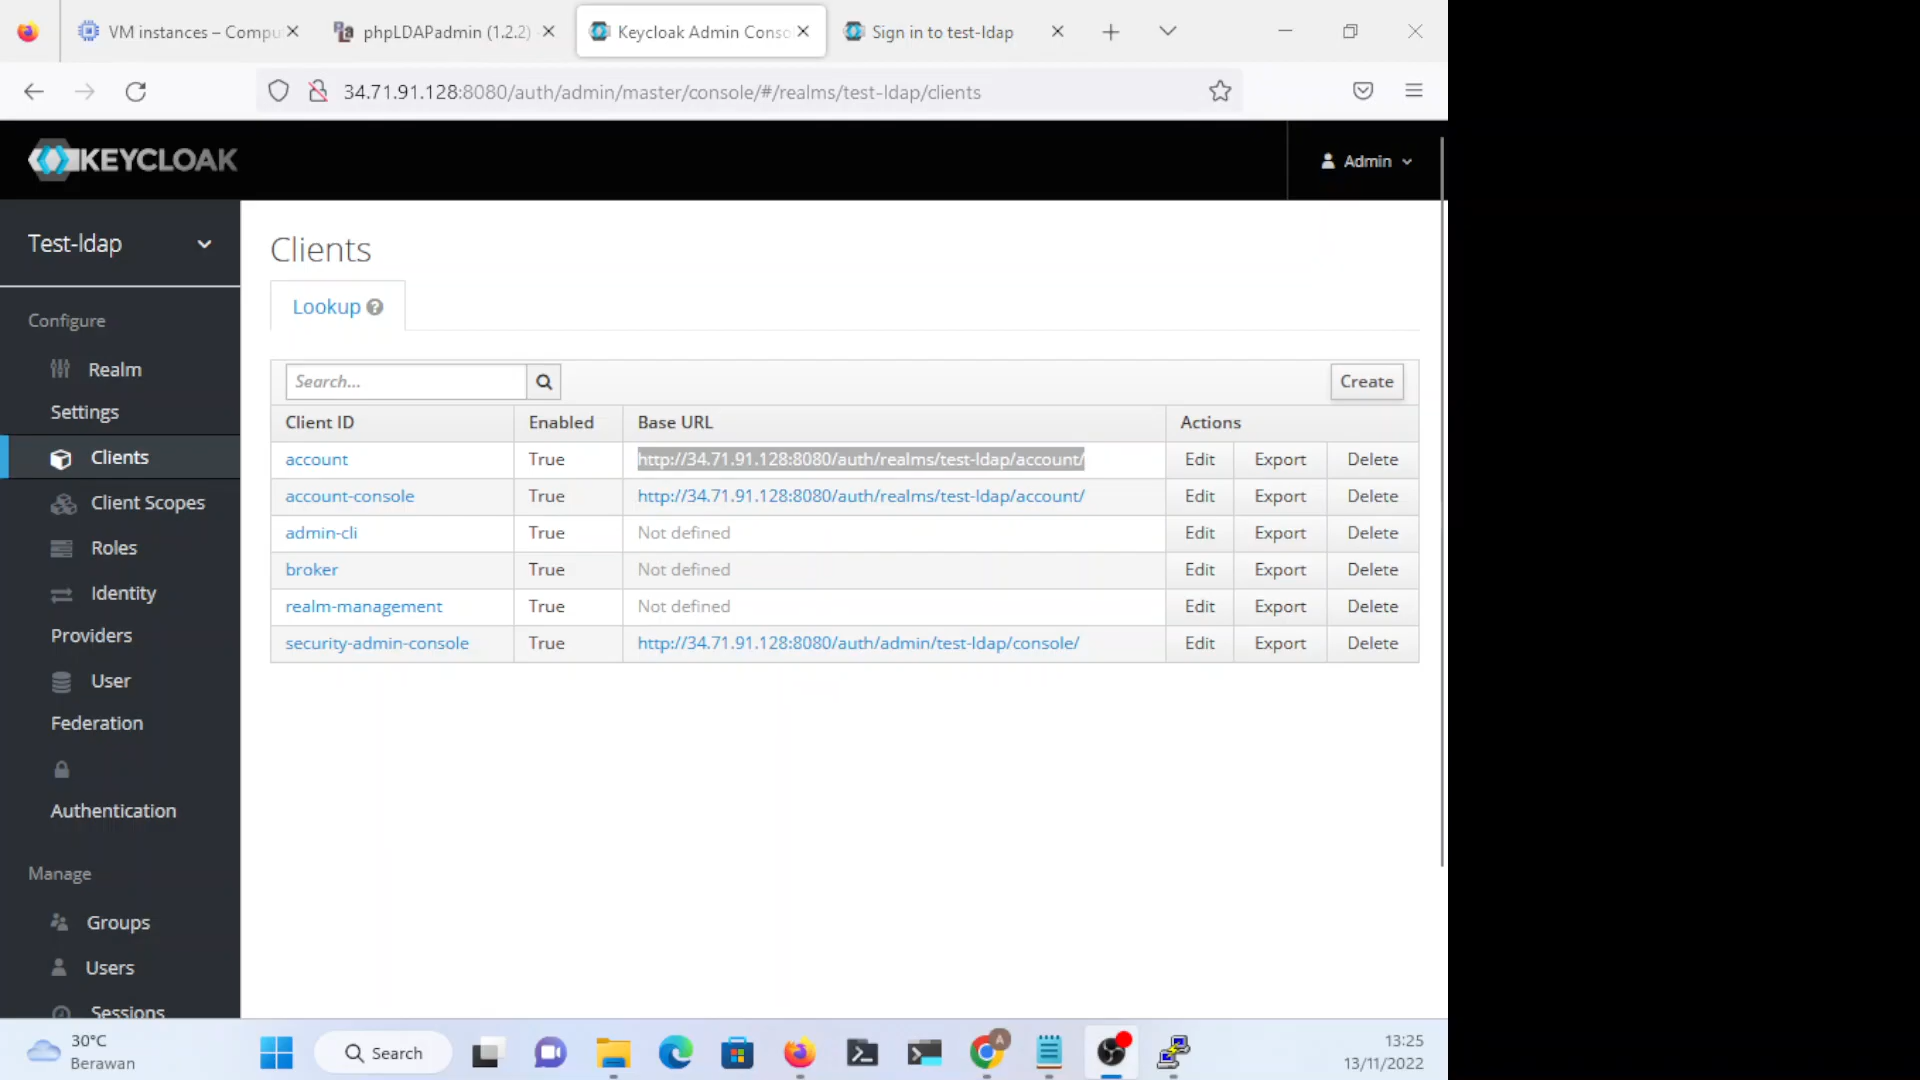 VM instances – Compu
phpLDAPadmin (1.2.2)
Keycloak Admin Conso
Sign in to test-ldap
34.71.91.128:8080/auth/admin/master/console/#/realms/test-ldap/clients
KEYCLOAK
Admin
Test-ldap
Configure
Realm
Settings
Clients
Client Scopes
Roles
Identity
Providers
User
Federation
Authentication
Manage
Groups
Users
Sessions
Clients
Lookup
Search...
Create
Client ID Enabled Base URL Actions
account True http://34.71.91.128:8080/auth/realms/test-ldap/account/ Edit Export Delete
account-console True http://34.71.91.128:8080/auth/realms/test-ldap/account/ Edit Export Delete
admin-cli True Not defined Edit Export Delete
broker True Not defined Edit Export Delete
realm-management True Not defined Edit Export Delete
security-admin-console True http://34.71.91.128:8080/auth/admin/test-ldap/console/ Edit Export Delete
30°C
Berawan
Search
A
13:25
13/11/2022